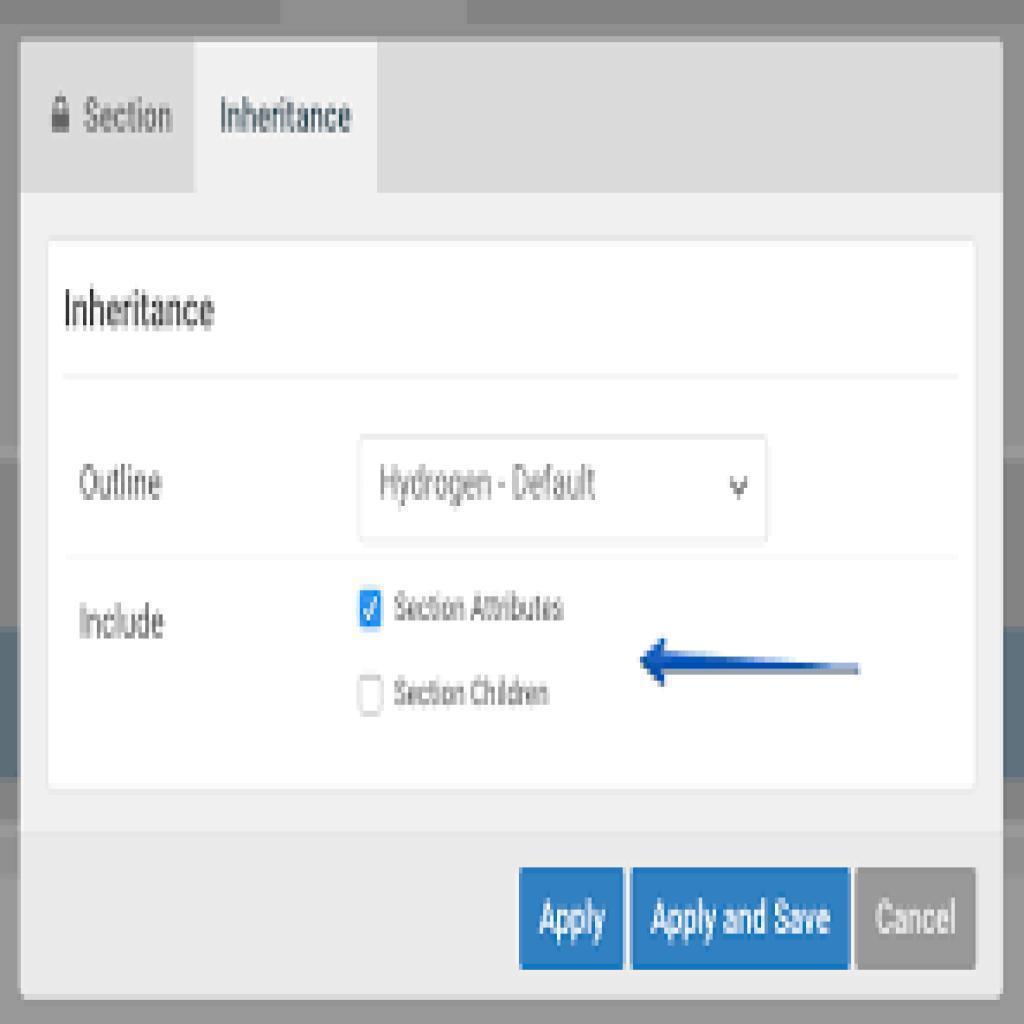 Section Inheritance
Inheritance
Outline Hydrogen - Default
Include Section Attributes
Section Children
Apply Apply and Save Cancel